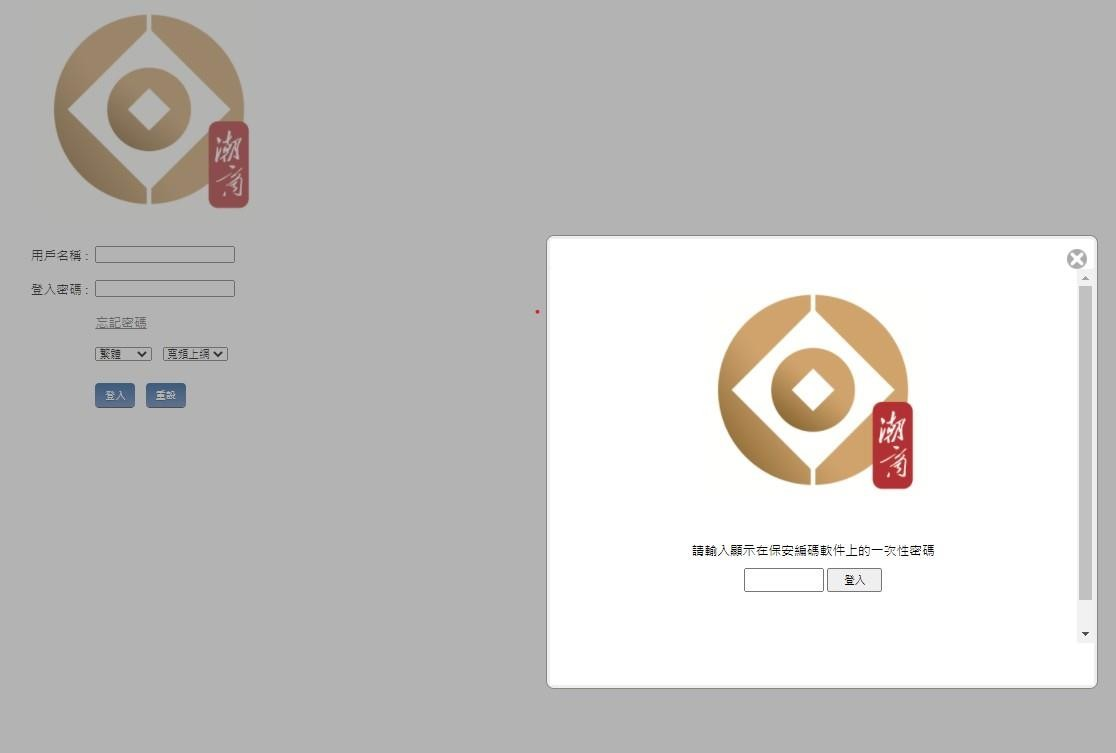 潮商
用戶名稱 :
登入密碼 :
忘記密碼
繁體 寬頻上網
登入 重設
潮商
請輸入顯示在保安編碼軟件上的一次性密碼
登入